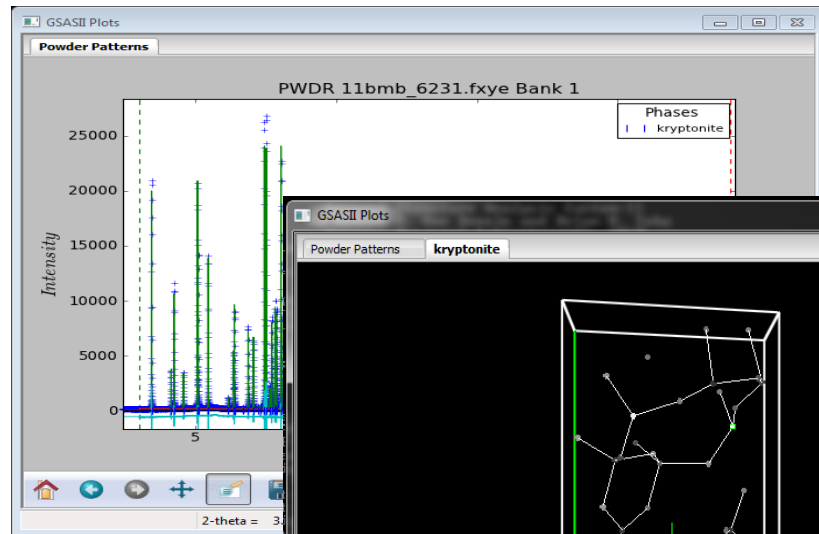 GSASII Plots
Powder Patterns
PWDR 11bmb_6231.fxye Bank 1
Phases
kryptonite
25000
20000
15000
10000
5000
0
Intensity
5
2-theta = 3.
GSASII Plots
Powder Patterns kryptonite